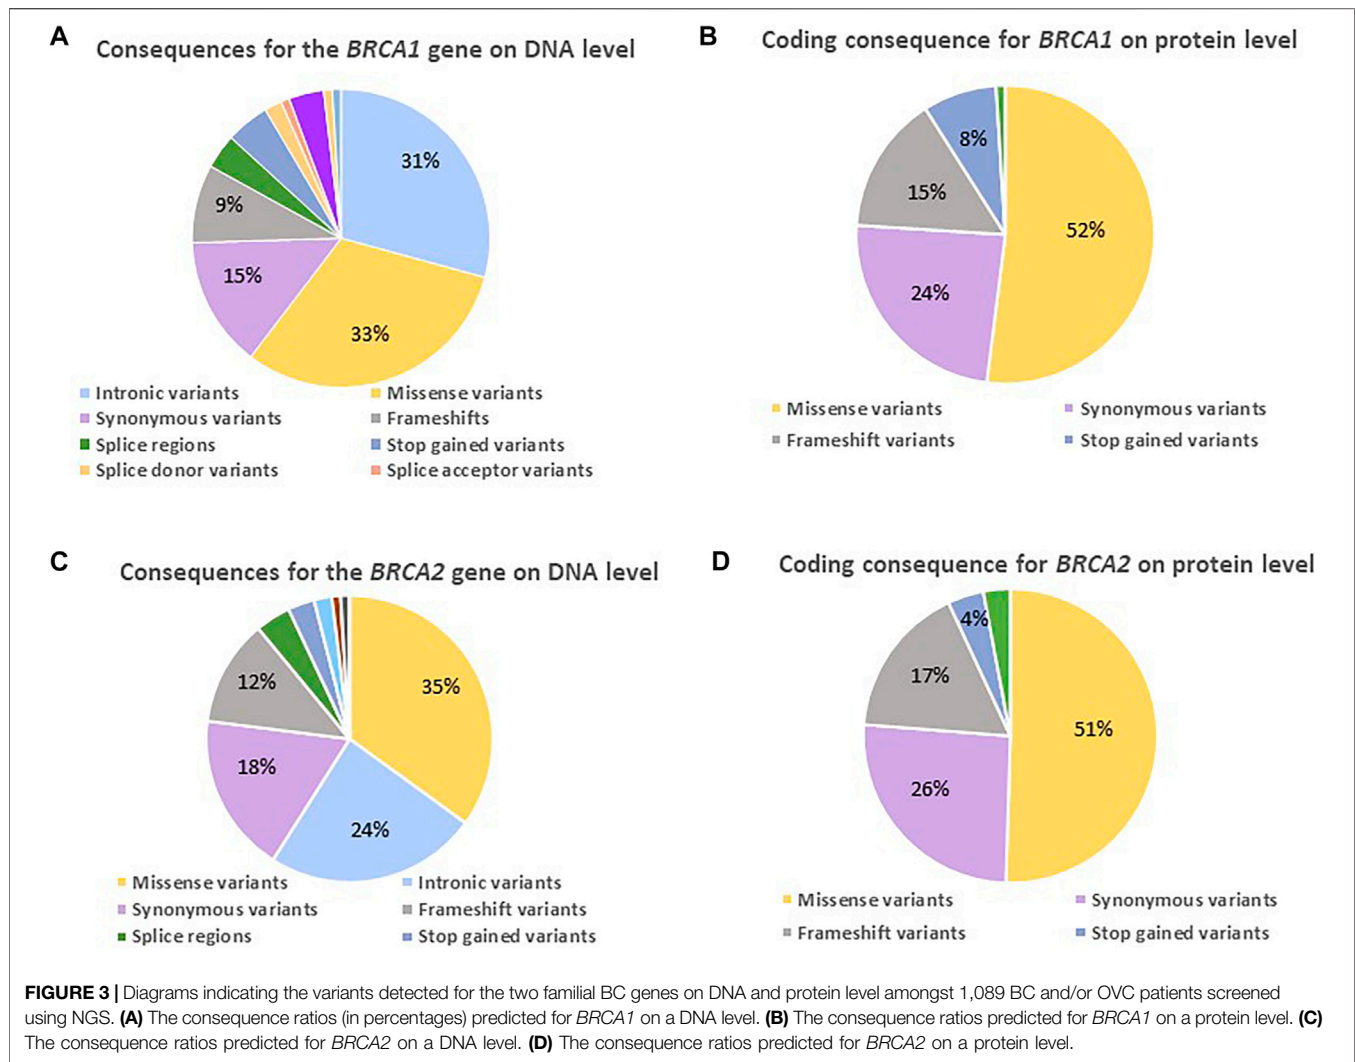 A
Consequences for the BRCA1 gene on DNA level
31%
33%
15%
9%
Intronic variants
Missense variants
Synonymous variants
Frameshifts
Splice regions
Stop gained variants
Splice donor variants
Splice acceptor variants
B
Coding consequence for BRCA1 on protein level
8%
15%
52%
24%
Missense variants
Synonymous variants
Frameshift variants
Stop gained variants
C
Consequences for the BRCA2 gene on DNA level
12%
35%
18%
24%
Missense variants
Intronic variants
Synonymous variants
Frameshift variants
Splice regions
Stop gained variants
D
Coding consequence for BRCA2 on protein level
4%
17%
51%
26%
Missense variants
Synonymous variants
Frameshift variants
Stop gained variants
FIGURE 3 | Diagrams indicating the variants detected for the two familial BC genes on DNA and protein level amongst 1,089 BC and/or OVC patients screened
using NGS. (A) The consequence ratios (in percentages) predicted for BRCA1 on a DNA level. (B) The consequence ratios predicted for BRCA1 on a protein level. (C)
The consequence ratios predicted for BRCA2 on a DNA level. (D) The consequence ratios predicted for BRCA2 on a protein level.